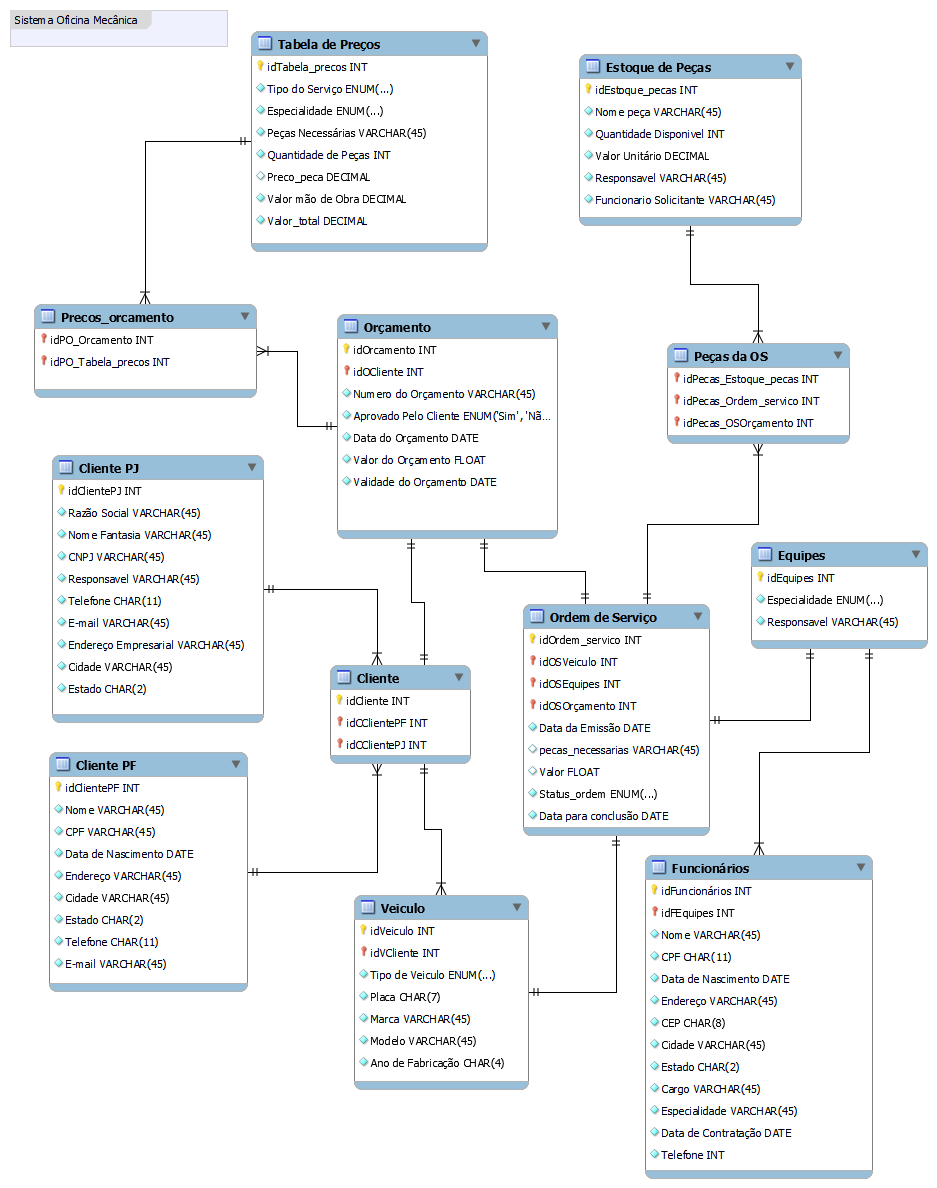 Sistema Oficina Mecânica
Tabela de Preços
idTabela_precos INT
Tipo do Serviço ENUM(...)
Especialidade ENUM(...)
Peças Necessárias VARCHAR(45)
Quantidade de Peças INT
Preco_peca DECIMAL
Valor mão de Obra DECIMAL
Valor_total DECIMAL
Estoque de Peças
idEstoque_pecas INT
Nome peça VARCHAR(45)
Quantidade Disponivel INT
Valor Unitário DECIMAL
Responsavel VARCHAR(45)
Funcionario Solicitante VARCHAR(45)
Precos_orcamento
idPO_Orcamento INT
idPO_Tabela_precos INT
Orçamento
idOrcamento INT
idOCliente INT
Numero do Orçamento VARCHAR(45)
Aprovado Pelo Cliente ENUM('Sim', 'Nã...
Data do Orçamento DATE
Valor do Orçamento FLOAT
Validade do Orçamento DATE
Peças da OS
idPecas_Estoque_pecas INT
idPecas_Ordem_servico INT
idPecas_OSOrçamento INT
Cliente PJ
idClientePJ INT
Razão Social VARCHAR(45)
Nome Fantasia VARCHAR(45)
CNPJ VARCHAR(45)
Responsavel VARCHAR(45)
Telefone CHAR(11)
E-mail VARCHAR(45)
Endereço Empresarial VARCHAR(45)
Cidade VARCHAR(45)
Estado CHAR(2)
Equipes
idEquipes INT
Especialidade ENUM(...)
Responsavel VARCHAR(45)
Ordem de Serviço
idOrdem_servico INT
idOSVeiculo INT
idOSEquipes INT
idOSOrçamento INT
Data da Emissão DATE
pecas_necessarias VARCHAR(45)
Valor FLOAT
Status_ordem ENUM(...)
Data para conclusão DATE
Cliente
idCliente INT
idCClientePF INT
idCClientePJ INT
Cliente PF
idClientePF INT
Nome VARCHAR(45)
CPF VARCHAR(45)
Data de Nascimento DATE
Endereço VARCHAR(45)
Cidade VARCHAR(45)
Estado CHAR(2)
Telefone CHAR(11)
E-mail VARCHAR(45)
Veiculo
idVeiculo INT
idVCliente INT
Tipo de Veiculo ENUM(...)
Placa CHAR(7)
Marca VARCHAR(45)
Modelo VARCHAR(45)
Ano de Fabricação CHAR(4)
Funcionários
idFuncionários INT
idFEquipes INT
Nome VARCHAR(45)
CPF CHAR(11)
Data de Nascimento DATE
Endereço VARCHAR(45)
CEP CHAR(8)
Cidade VARCHAR(45)
Estado CHAR(2)
Cargo VARCHAR(45)
Especialidade VARCHAR(45)
Data de Contratação DATE
Telefone INT